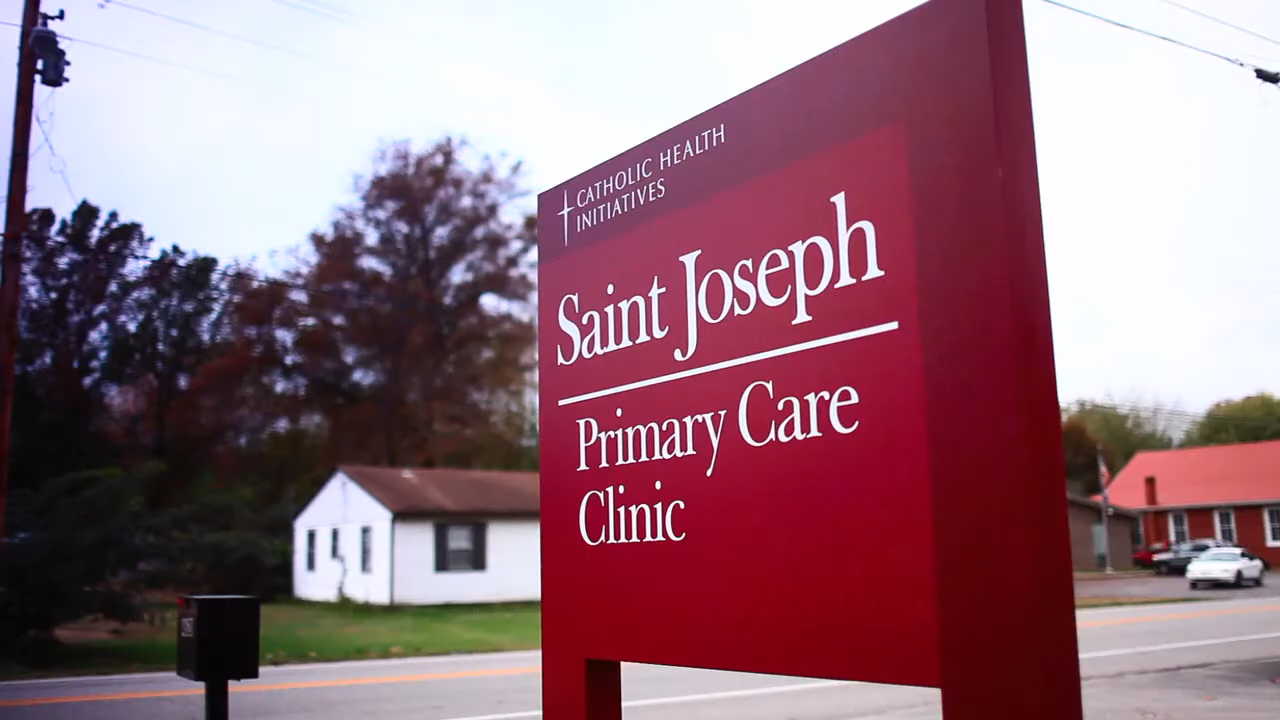 CATHOLIC HEALTH
INITIATIVES
Saint Joseph
Primary Care
Clinic